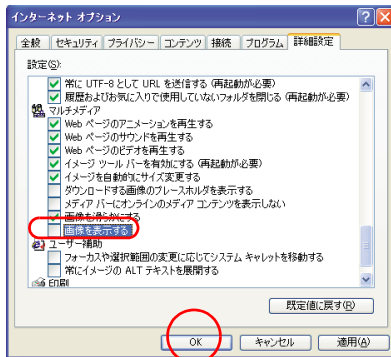 インターネット オプション
全般 セキュリティ プライバシー コンテンツ 接続 プログラム 詳細設定
設定(S):
常に UTF-8 として URL を送信する (再起動が必要)
履歴およびお気に入りで使用していないフォルダを閉じる (再起動が必要)
マルチメディア
Web ページのアニメーションを再生する
Web ページのサウンドを再生する
Web ページのビデオを再生する
イメージ ツール バーを有効にする (再起動が必要)
イメージを自動的にサイズ変更する
ダウンロードする画像のプレースホルダを表示する
メディア バーにオンラインのメディア コンテンツを表示しない
画像を滑らかにする
画像を表示する
ユーザー補助
フォーカスや選択範囲の変更に応じてシステム キャレットを移動する
常にイメージの ALT テキストを展開する
印刷
既定値に戻す(R)
OK キャンセル 適用(A)